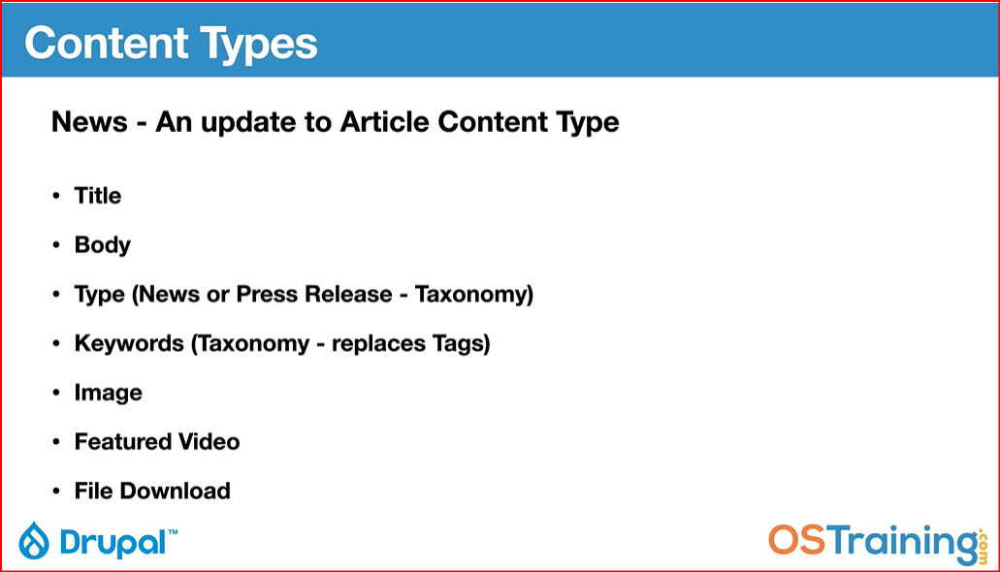 Content Types
News - An update to Article Content Type
• Title
• Body
• Type (News or Press Release - Taxonomy)
• Keywords (Taxonomy - replaces Tags)
• Image
• Featured Video
• File Download
Drupal™
OSTraining.com